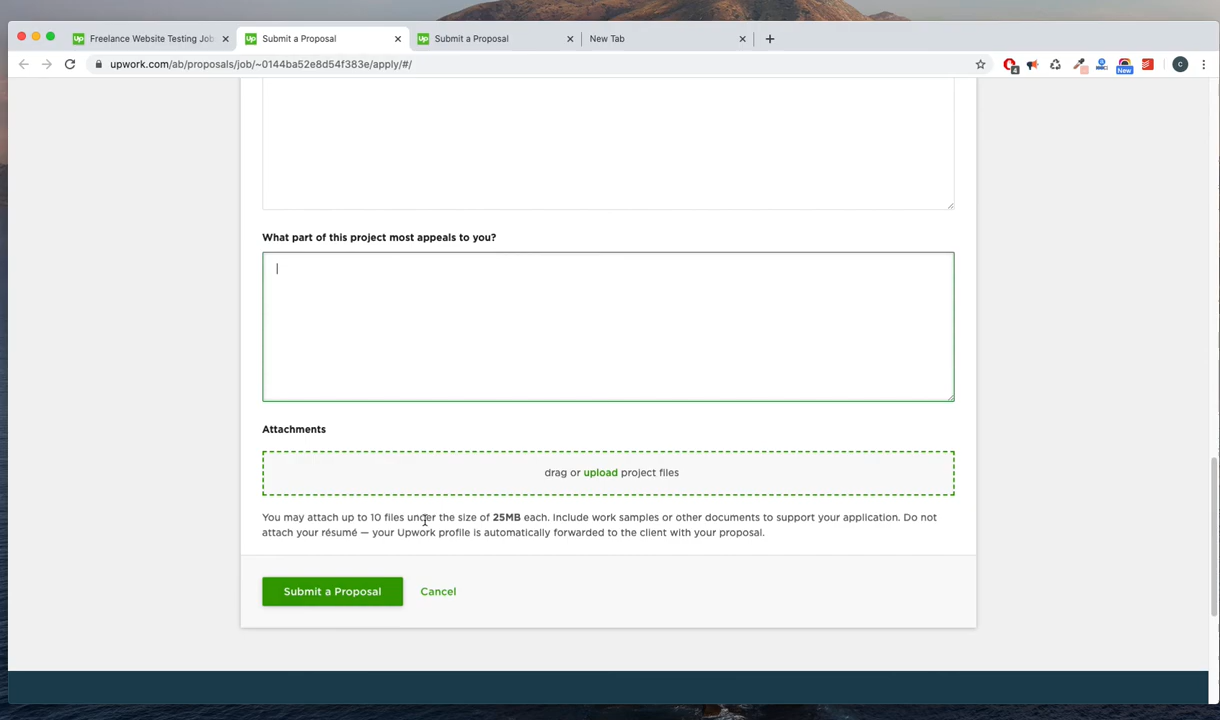 Freelance Website Testing Job
Submit a Proposal
Submit a Proposal
New Tab
upwork.com/ab/proposals/job/~0144ba52e8d54f383e/apply/#/
4
New
C
What part of this project most appeals to you?
Attachments
drag or upload project files
You may attach up to 10 files under the size of 25MB each. Include work samples or other documents to support your application. Do not
attach your résumé — your Upwork profile is automatically forwarded to the client with your proposal.
Submit a Proposal Cancel